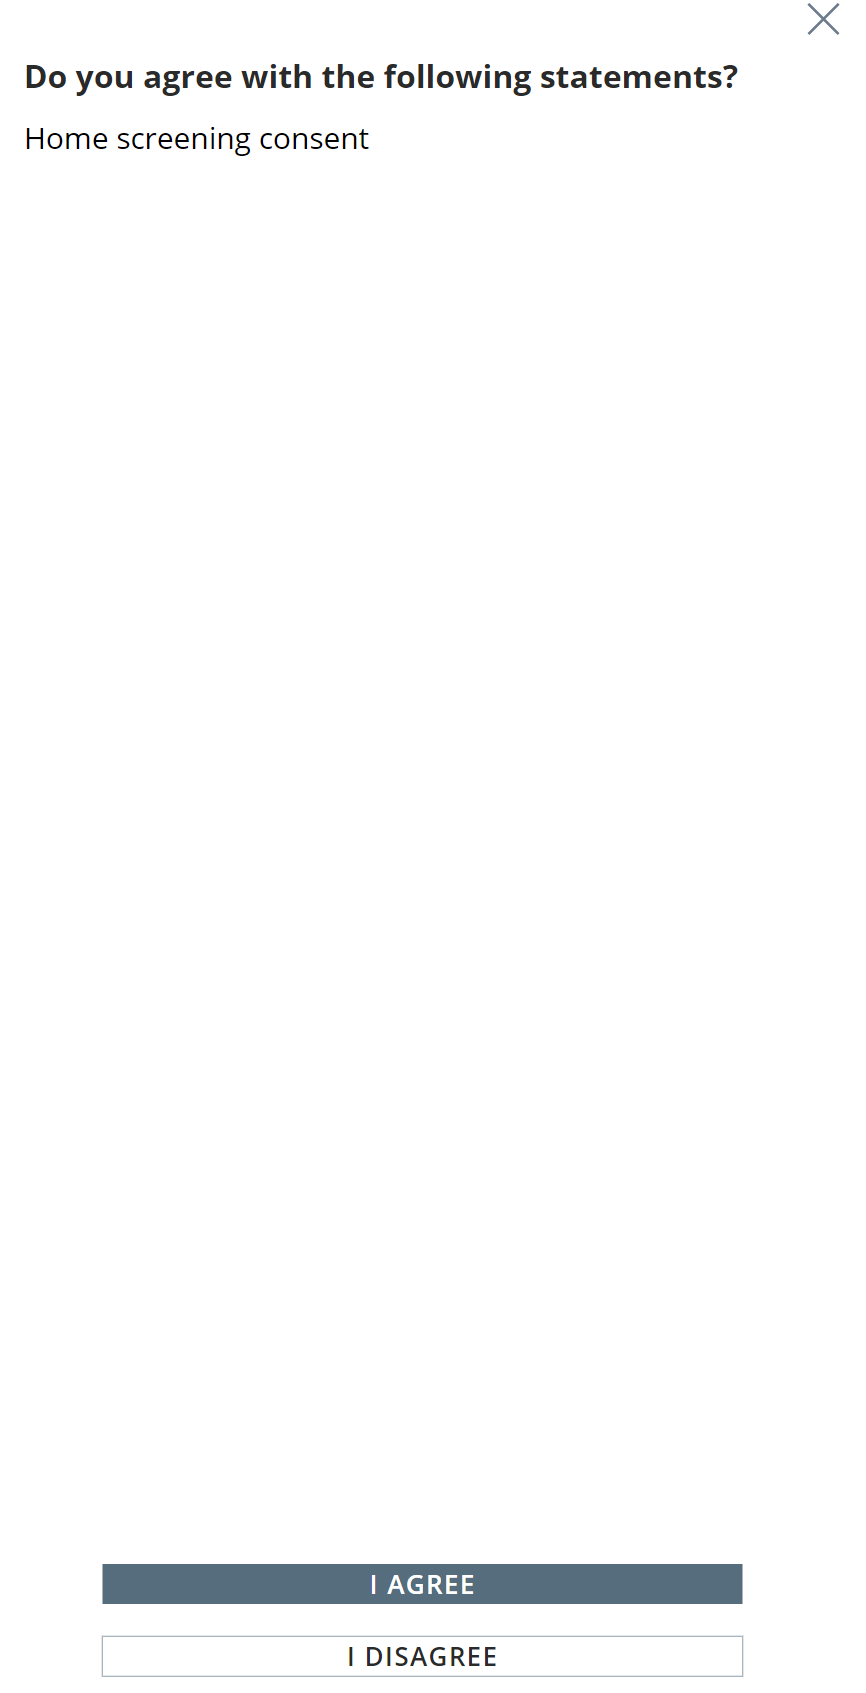 Do you agree with the following statements?
Home screening consent
I AGREE
I DISAGREE